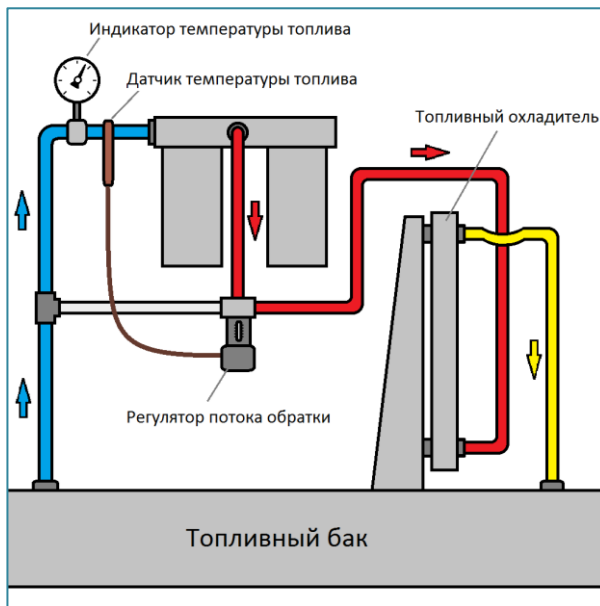 Индикатор температуры топлива
Датчик температуры топлива
Топливный охладитель
Регулятор потока обратки
Топливный бак